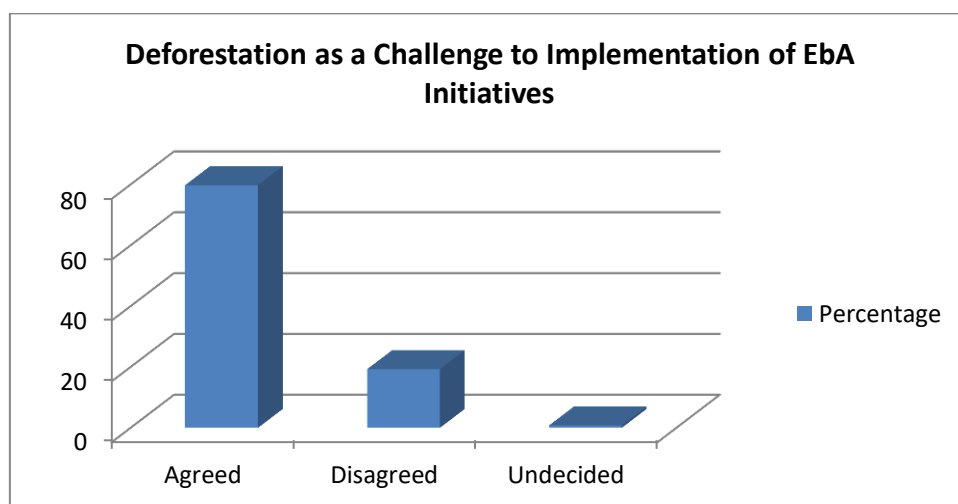 Deforestation as a Challenge to Implementation of EbA
Initiatives
80
60
40
20
0
Agreed
Disagreed
Undecided
Percentage